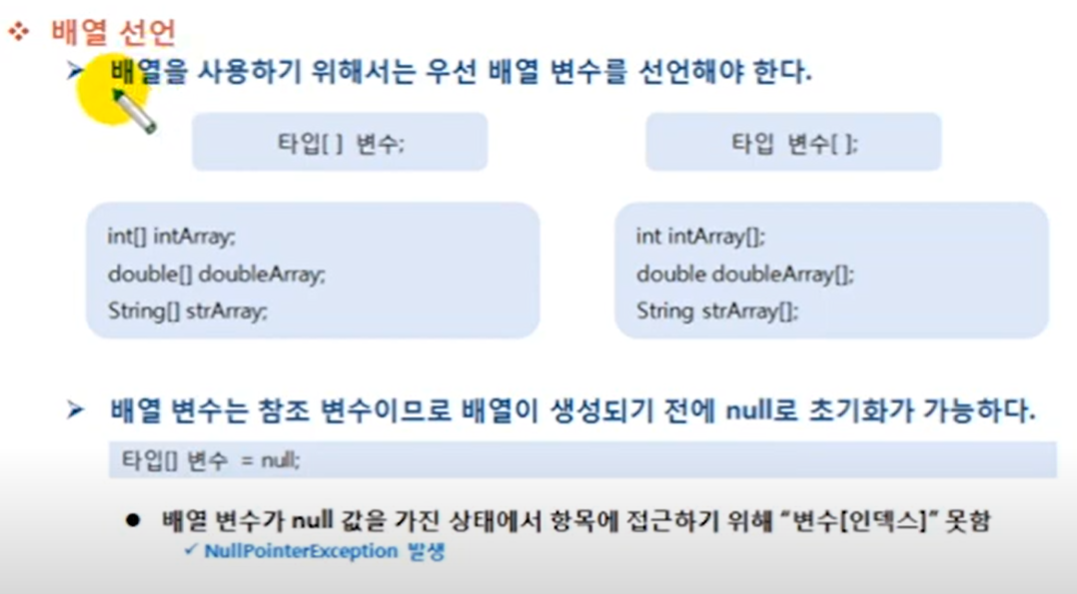 ❖ 배열 선언
➢ 배열을 사용하기 위해서는 우선 배열 변수를 선언해야 한다.
타입[ ] 변수;
타입 변수[ ];
int[] intArray;
double[] doubleArray;
String[] strArray;
int intArray[];
double doubleArray[];
String strArray[];
➢ 배열 변수는 참조 변수이므로 배열이 생성되기 전에 null로 초기화가 가능하다.
타입[] 변수 = null;
● 배열 변수가 null 값을 가진 상태에서 항목에 접근하기 위해 “변수[인덱스]” 못함
✓ NullPointerException 발생